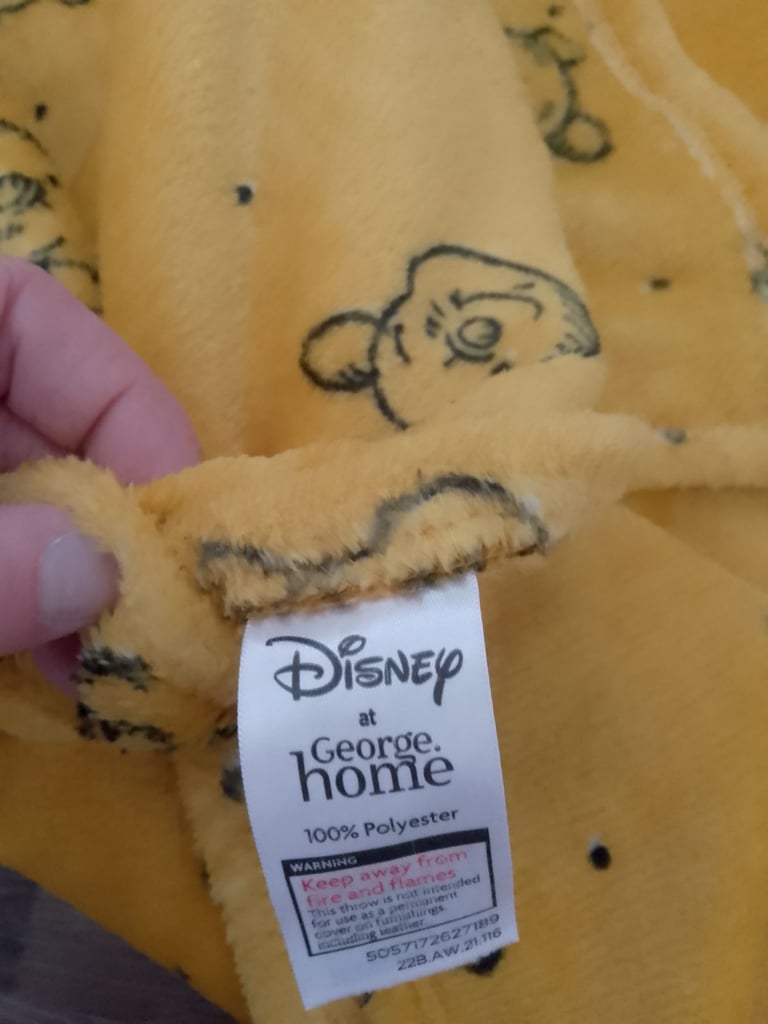 Disney
at
George.
home
100% Polyester
WARNING
Keep away from
fire and flames
This throw is not intended
for use as a permanent
cover on furnishings,
including leather.
5057172627189
22B.AW.21.116